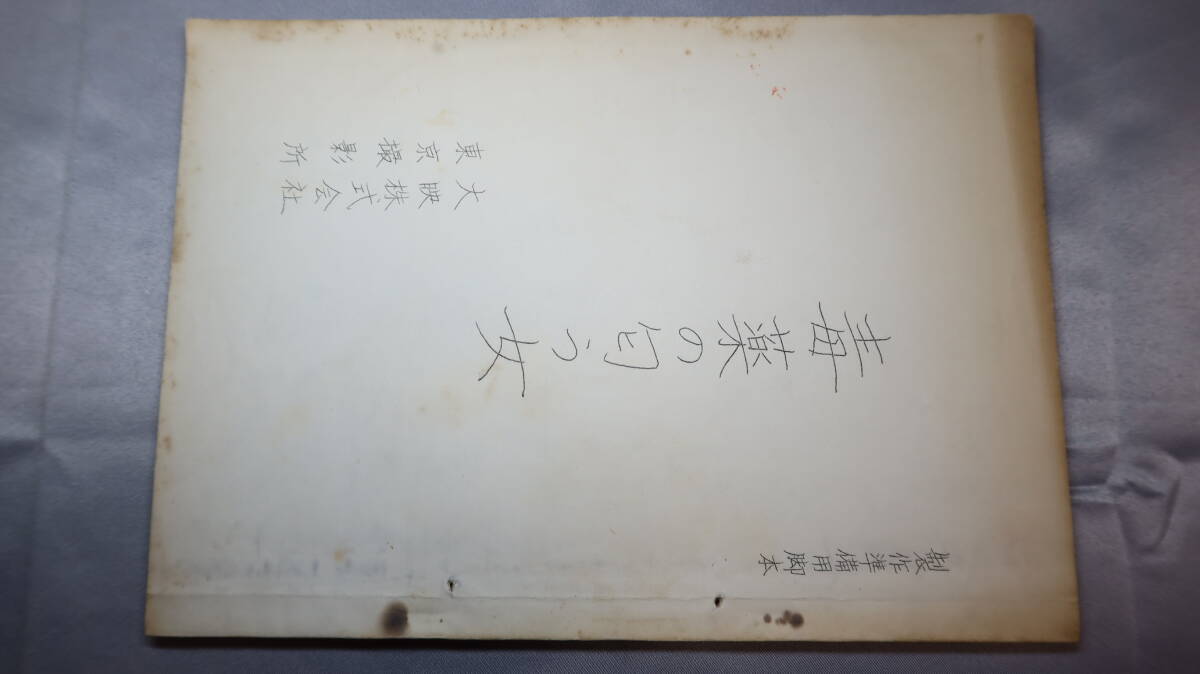 製作準備用脚本
毒薬の匂う女
大映株式会社
東京撮影所